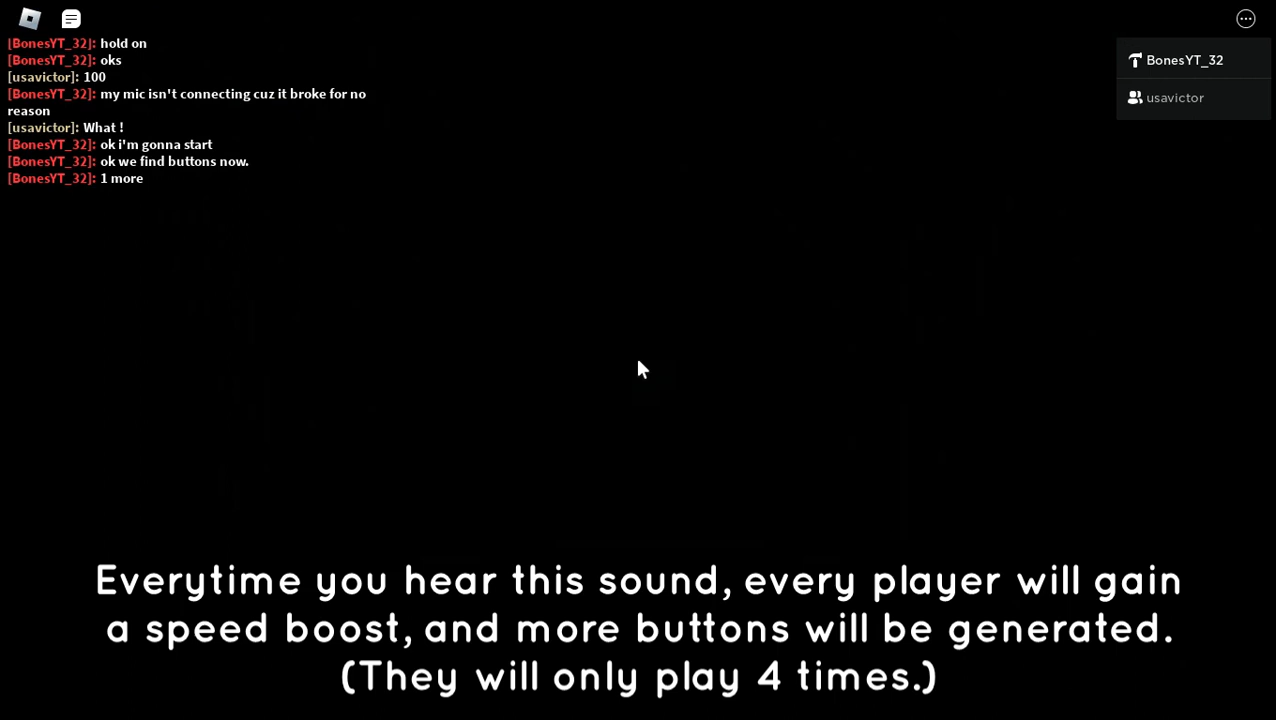 [BonesYT_32]: hold on
[BonesYT_32]: oks
[usavictor]: 100
[BonesYT_32]: my mic isn't connecting cuz it broke for no
reason
[usavictor]: What !
[BonesYT_32]: ok i'm gonna start
[BonesYT_32]: ok we find buttons now.
[BonesYT_32]: 1 more
BonesYT_32
usavictor
Everytime you hear this sound, every player will gain
a speed boost, and more buttons will be generated.
(They will only play 4 times.)